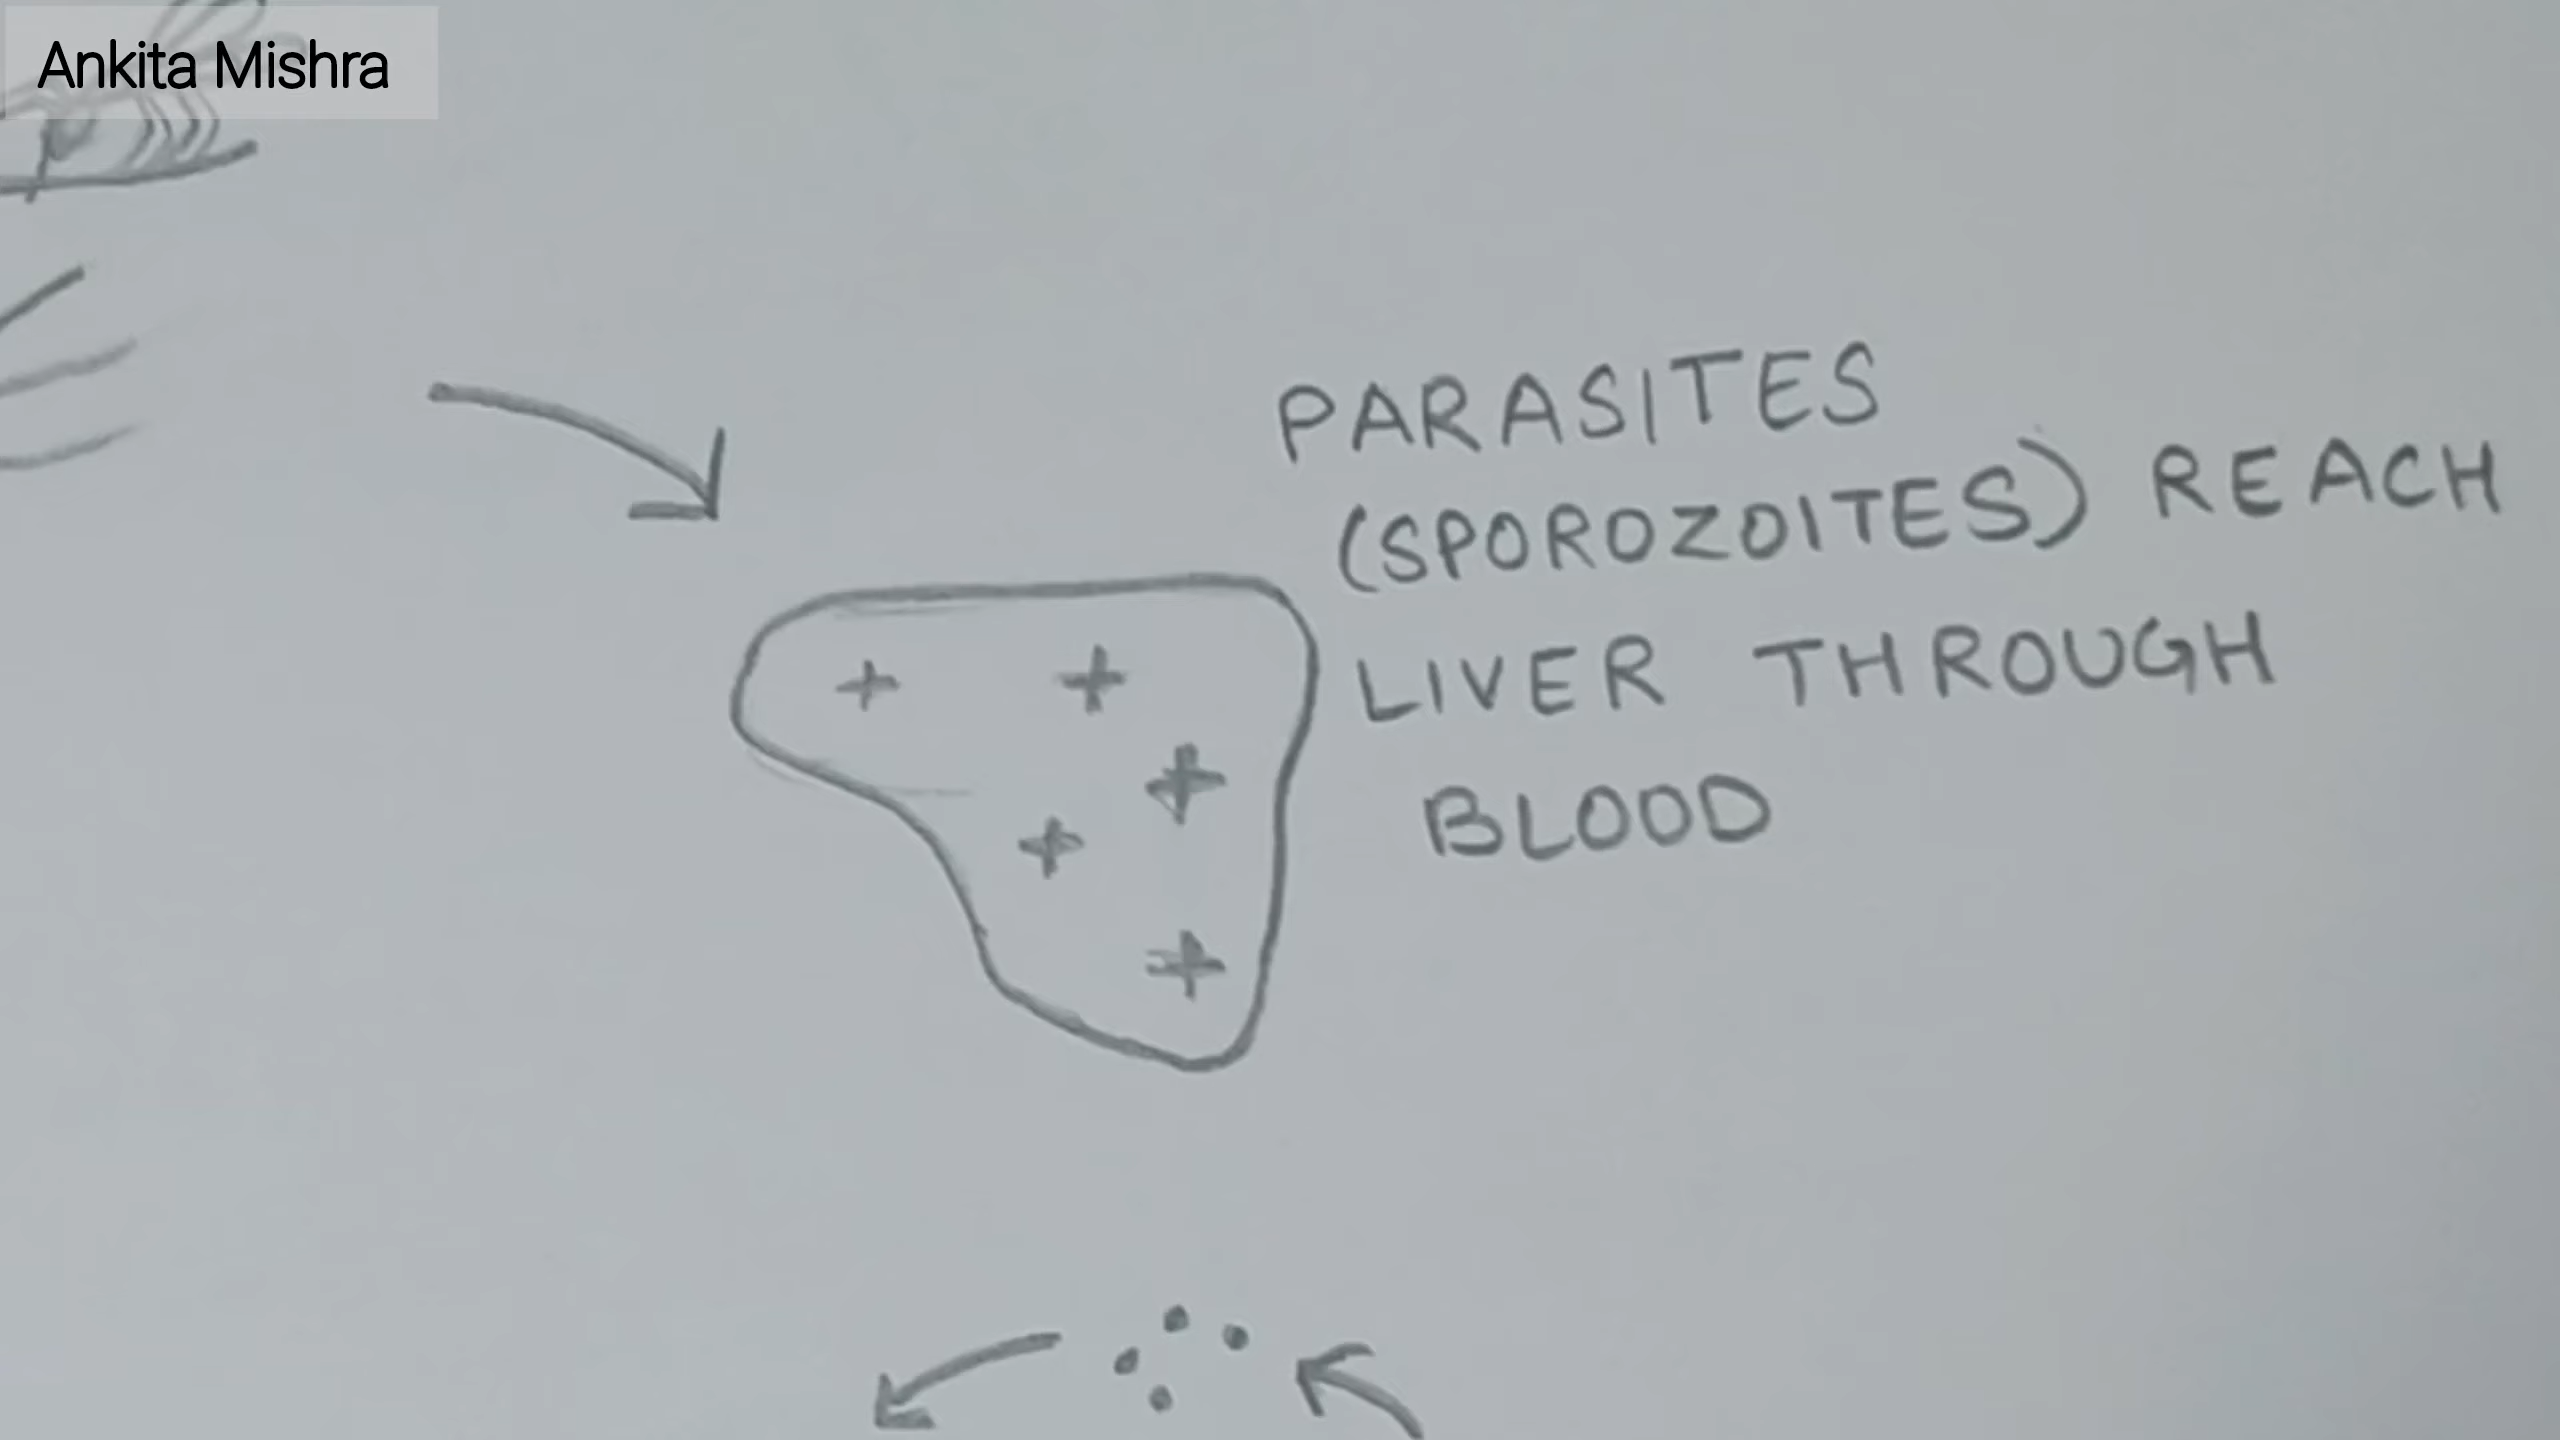 Ankita Mishra
PARASITES
(SPOROZOITES) REACH
LIVER THROUGH
BLOOD